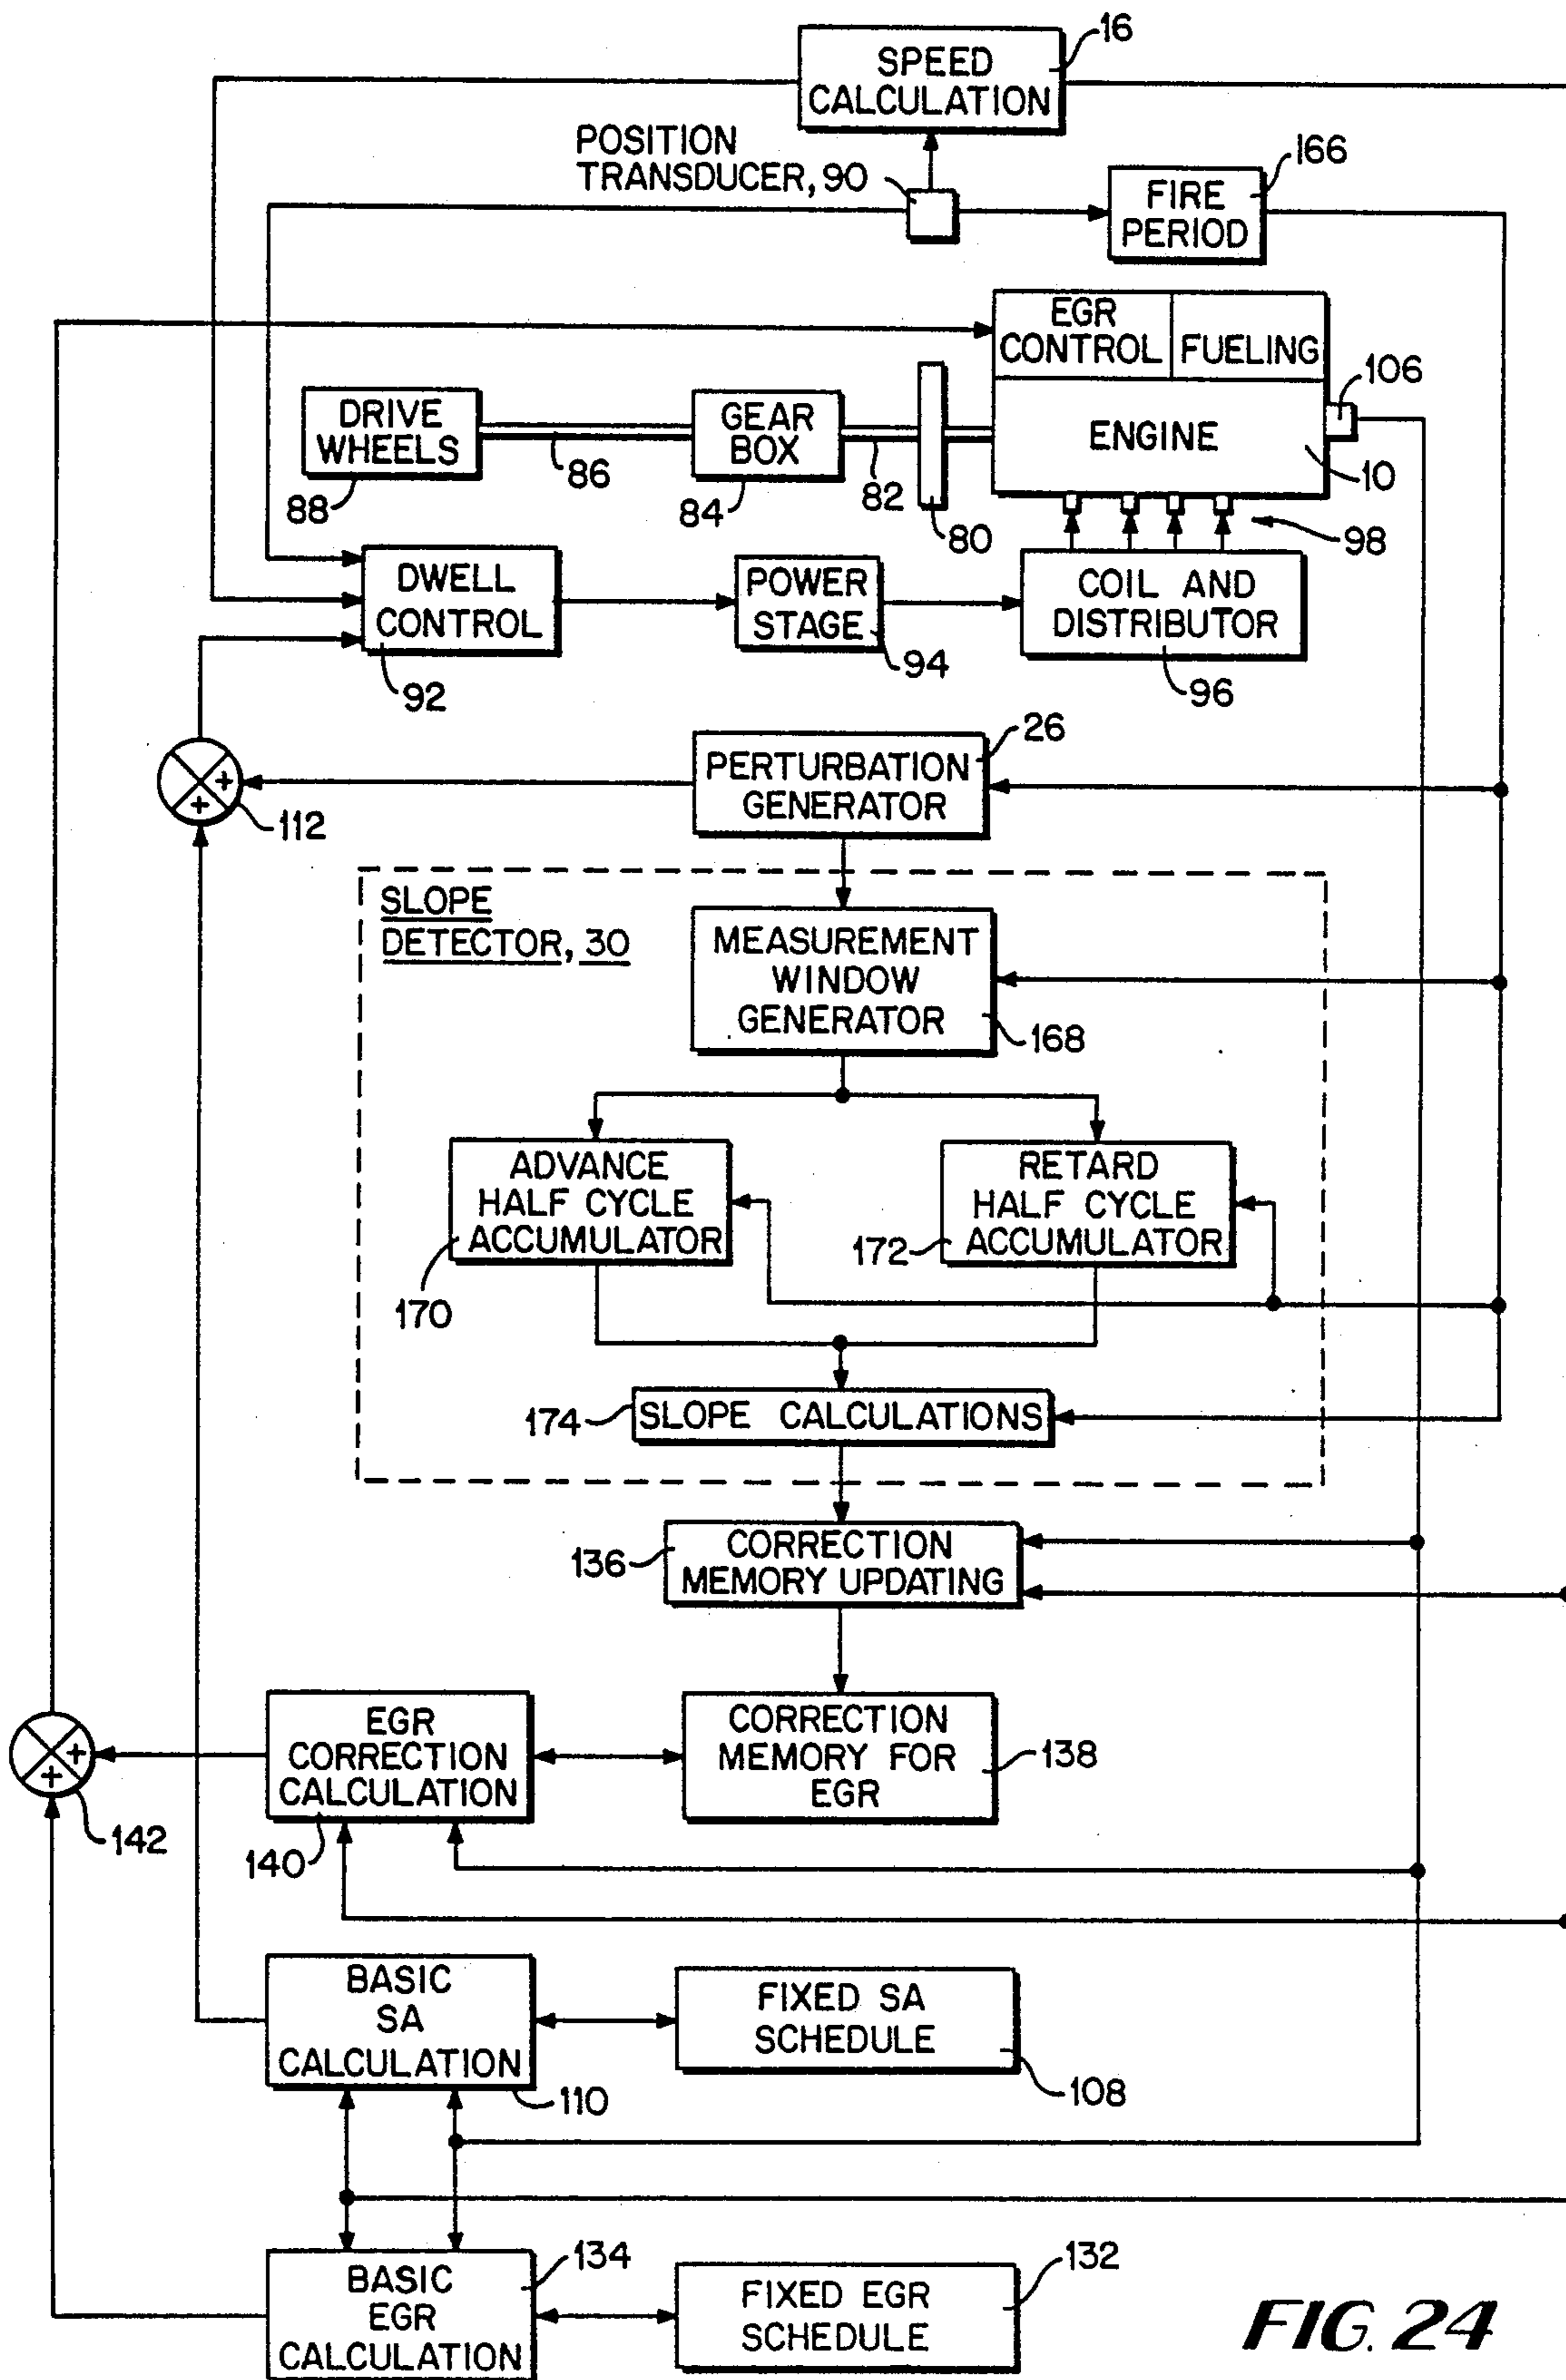 16
SPEED
CALCULATION
POSITION
TRANSDUCER, 90
166
FIRE
PERIOD
EGR
CONTROL
FUELING
106
DRIVE
WHEELS
GEAR
BOX
ENGINE
88
86
84
82
80
10
98
DWELL
CONTROL
POWER
STAGE
COIL AND
DISTRIBUTOR
92
94
96
26
PERTURBATION
GENERATOR
+
+
112
SLOPE
DETECTOR, 30
MEASUREMENT
WINDOW
GENERATOR
168
ADVANCE
HALF CYCLE
ACCUMULATOR
RETARD
HALF CYCLE
ACCUMULATOR
170
172
174
SLOPE CALCULATIONS
136
CORRECTION
MEMORY UPDATING
EGR
CORRECTION
CALCULATION
CORRECTION
MEMORY FOR
EGR
138
+
+
142
140
BASIC
SA
CALCULATION
FIXED SA
SCHEDULE
110
108
134
BASIC
EGR
CALCULATION
132
FIXED EGR
SCHEDULE
FIG. 24